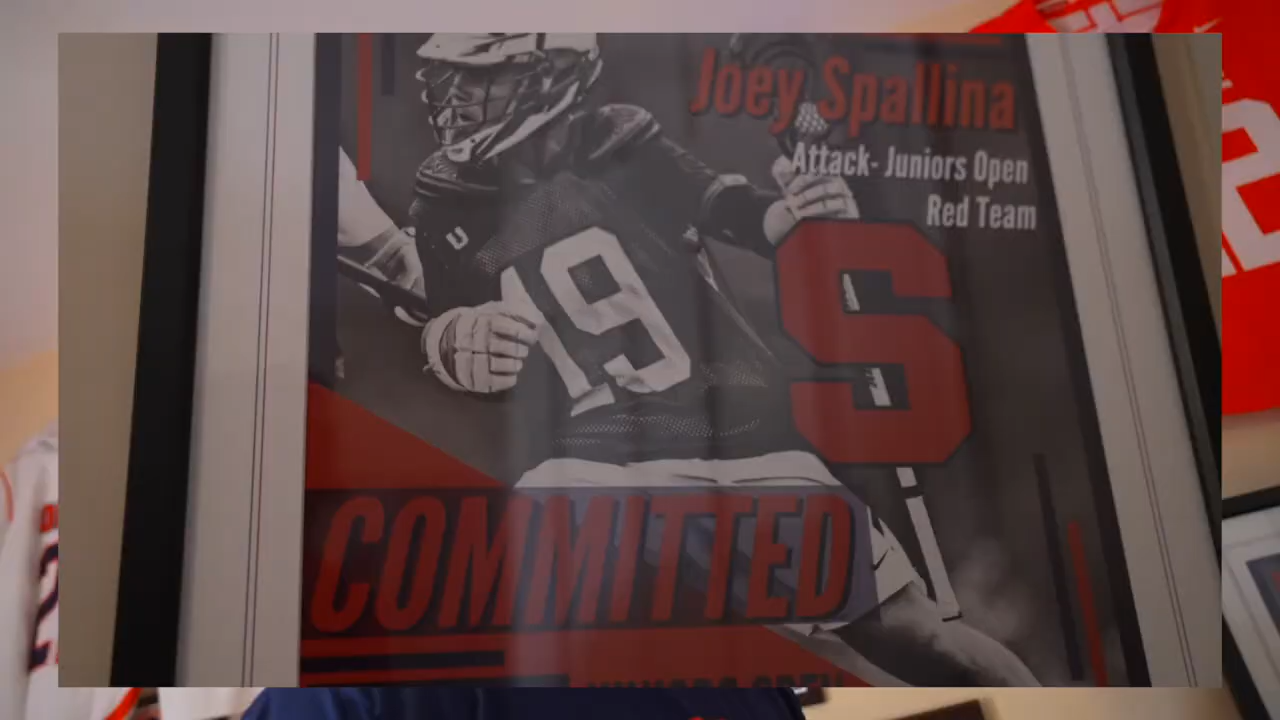 Joey Spallina
Attack- Juniors Open
Red Team
19
S
COMMITTED